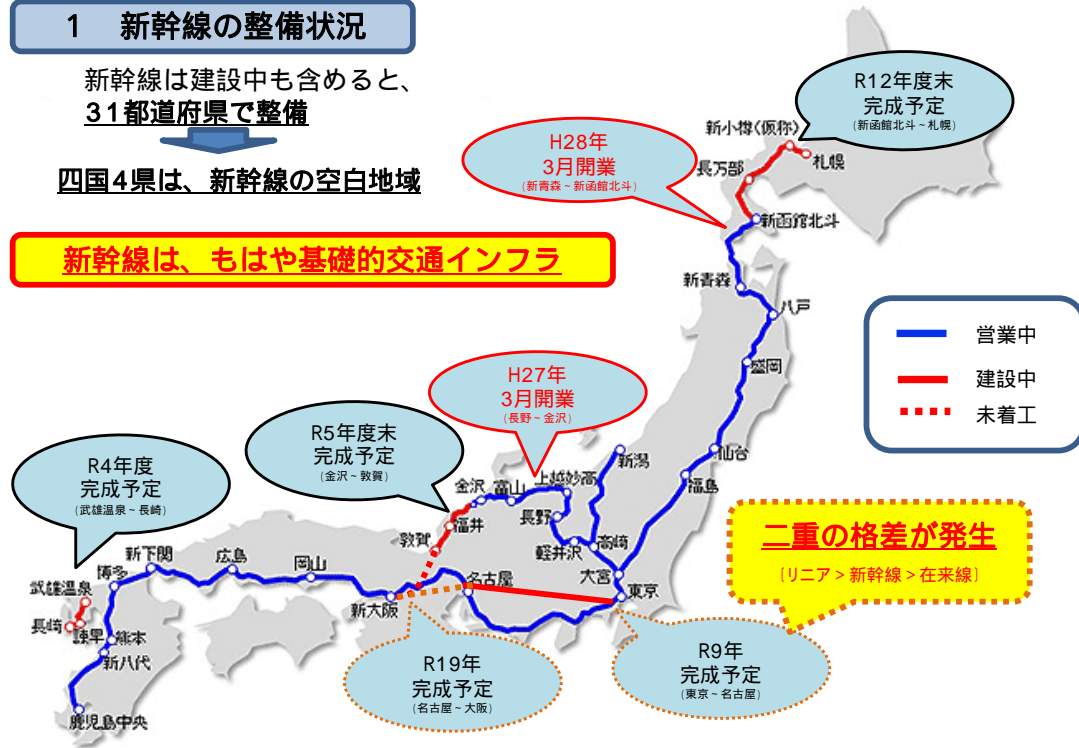 1 新幹線の整備状況
新幹線は建設中も含めると、
31都道府県で整備
四国4県は、新幹線の空白地域
新幹線は、もはや基礎的交通インフラ
R12年度末
完成予定
(新函館北斗~札幌)
H28年
3月開業
(新青森~新函館北斗)
新小樽(仮称)
札幌
長万部
新函館北斗
新青森
八戸
盛岡
仙台
福島
営業中
建設中
未着工
H27年
3月開業
(長野~金沢)
R5年度末
完成予定
(金沢~敦賀)
R4年度
完成予定
(武雄温泉~長崎)
新潟
上越妙高
富山
金沢
福井
長野
敦賀
軽井沢
高崎
大宮
東京
名古屋
新大阪
岡山
広島
新下関
博多
武雄温泉
長崎
諫早
熊本
新八代
鹿児島中央
二重の格差が発生
[リニア>新幹線>在来線]
R19年
完成予定
(名古屋~大阪)
R9年
完成予定
(東京~名古屋)